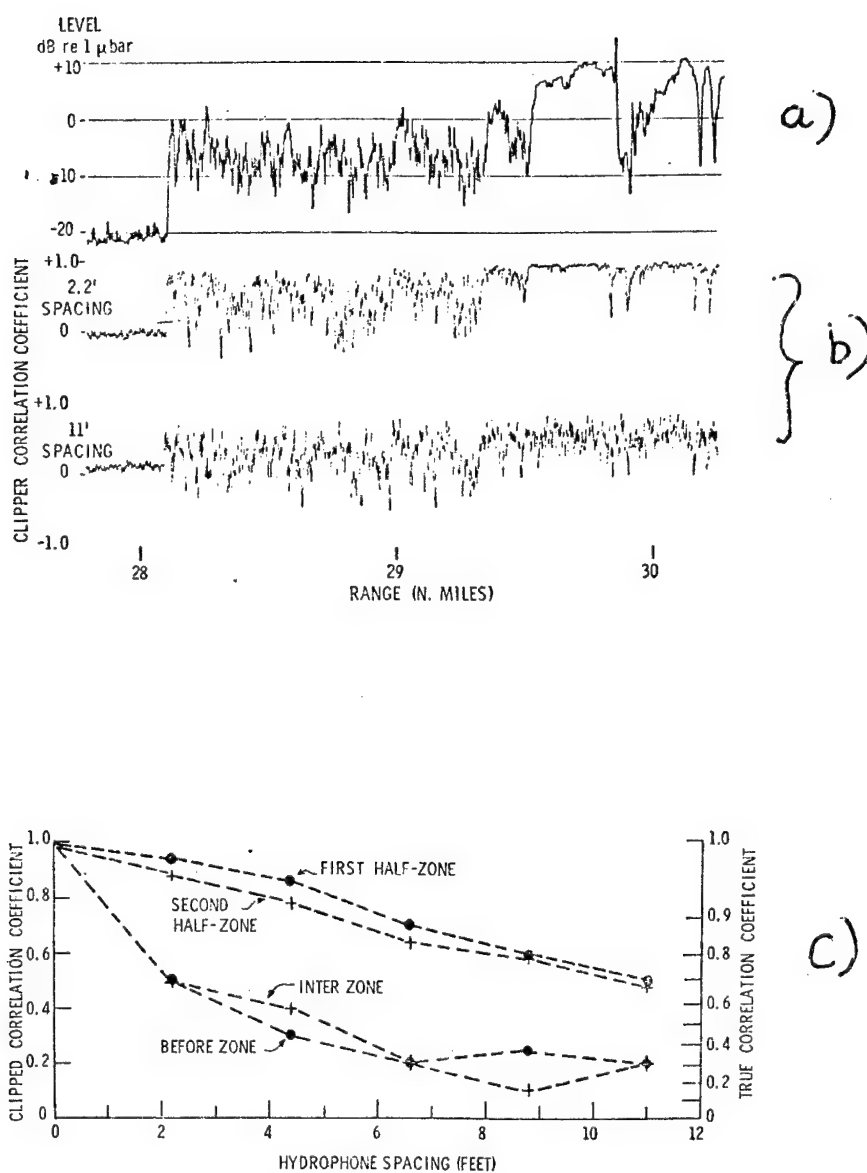 LEVEL
dB re 1 μbar
+10
0
-10
-20
a)
CLIPPER CORRELATION COEFFICIENT
+1.0
2.2'
SPACING
0
b)
+1.0
11'
SPACING
0
-1.0
28 29 30
RANGE (N. MILES)
CLIPPED CORRELATION COEFFICIENT
1.0
0.8
0.6
0.4
0.2
0
FIRST HALF-ZONE
SECOND
HALF-ZONE
INTER ZONE
BEFORE ZONE
1.0
0.9
0.8
0.6
0.4
0.2
0
TRUE CORRELATION COEFFICIENT
c)
0 2 4 6 8 10 12
HYDROPHONE SPACING (FEET)